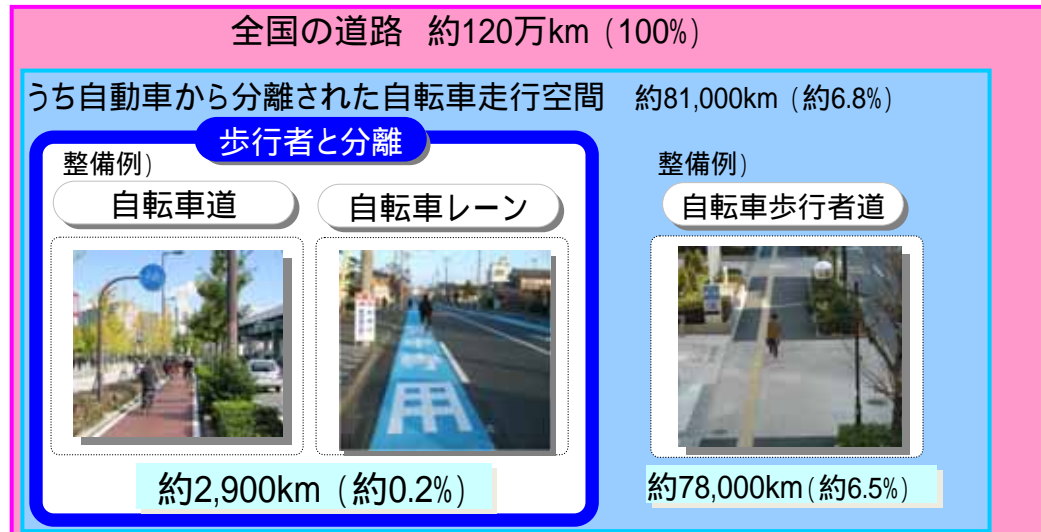 全国の道路 約120万km (100%)
うち自動車から分離された自転車走行空間 約81,000km (約6.8%)
歩行者と分離
整備例)
自転車道
自転車レーン
約2,900km (約0.2%)
整備例)
自転車歩行者道
約78,000km(約6.5%)